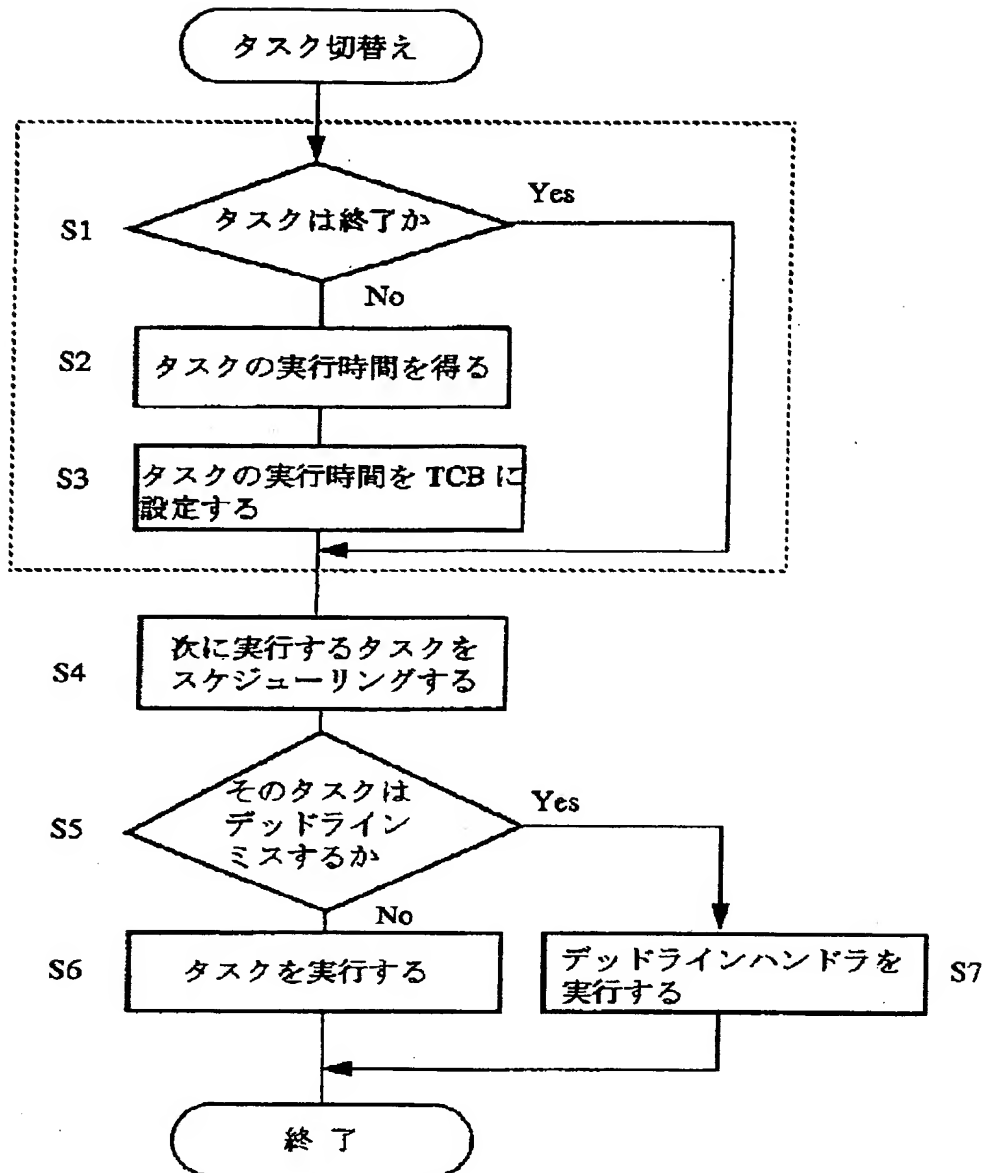 タスク切替え
Yes
S1
タスクは終了か
No
S2
タスクの実行時間を得る
S3
タスクの実行時間を TCB に
設定する
S4
次に実行するタスクを
スケジューリングする
S5
そのタスクは
デッドライン
ミスするか
Yes
No
S6
タスクを実行する
デッドラインハンドラを
実行する
S7
終 了